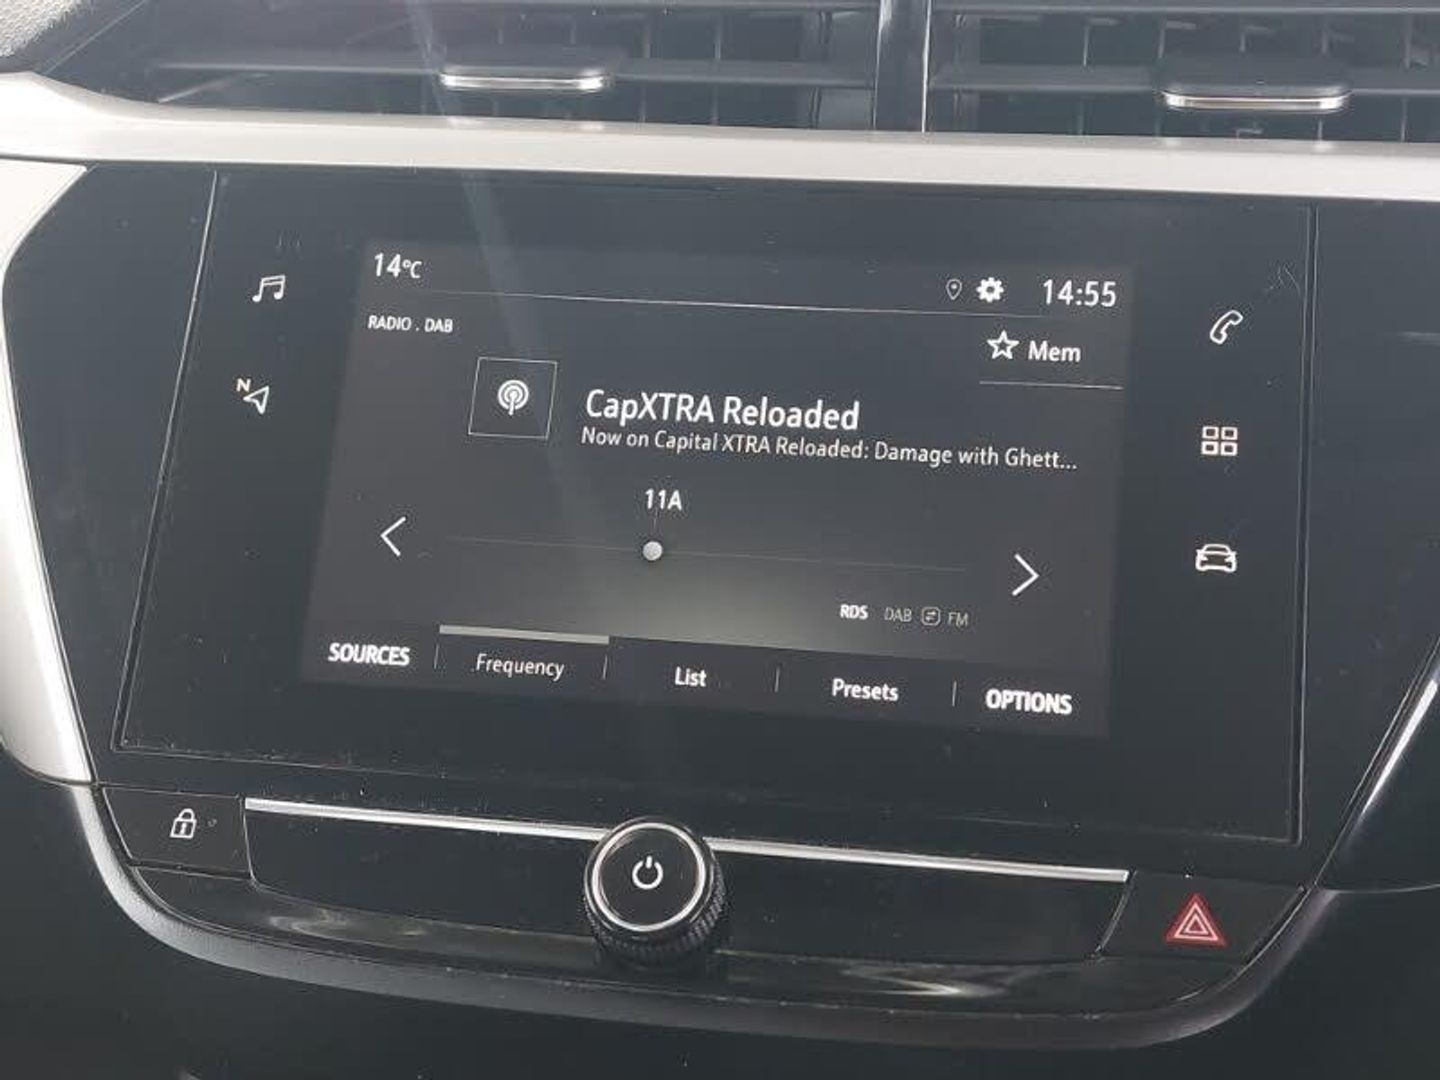 14°C
14:55
RADIO . DAB
Mem
N
CapXTRA Reloaded
Now on Capital XTRA Reloaded: Damage with Ghett...
11A
RDS DAB FM
SOURCES Frequency List Presets OPTIONS